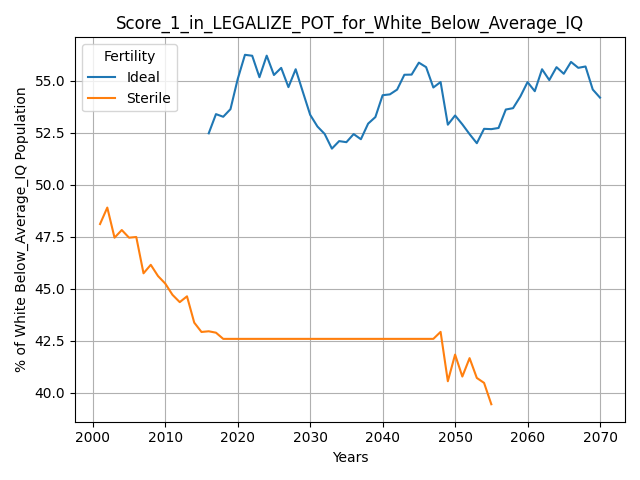 Score_1_in_LEGALIZE_POT_for_White_Below_Average_IQ
Fertility
Ideal
Sterile
% of White Below_Average_IQ Population
55.0
52.5
50.0
47.5
45.0
42.5
40.0
2000 2010 2020 2030 2040 2050 2060 2070
Years